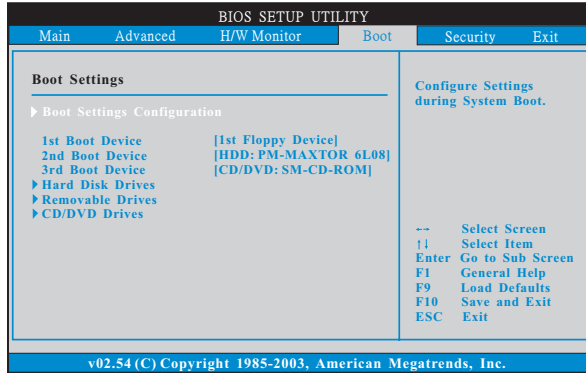 BIOS SETUP UTILITY
Main Advanced H/W Monitor Boot Security Exit
Boot Settings
Boot Settings Configuration
1st Boot Device [1st Floppy Device]
2nd Boot Device [HDD: PM-MAXTOR 6L08]
3rd Boot Device [CD/DVD: SM-CD-ROM]
Hard Disk Drives
Removable Drives
CD/DVD Drives
Configure Settings
during System Boot.
←→ Select Screen
↑↓ Select Item
Enter Go to Sub Screen
F1 General Help
F9 Load Defaults
F10 Save and Exit
ESC Exit
v02.54 (C) Copyright 1985-2003, American Megatrends, Inc.